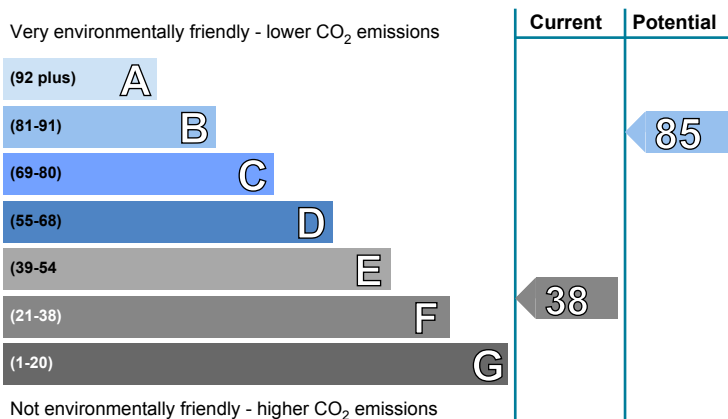 Current Potential
Very environmentally friendly - lower CO₂ emissions
(92 plus) A
(81-91) B
85
(69-80) C
(55-68) D
(39-54 E
38
(21-38) F
(1-20) G
Not environmentally friendly - higher CO₂ emissions